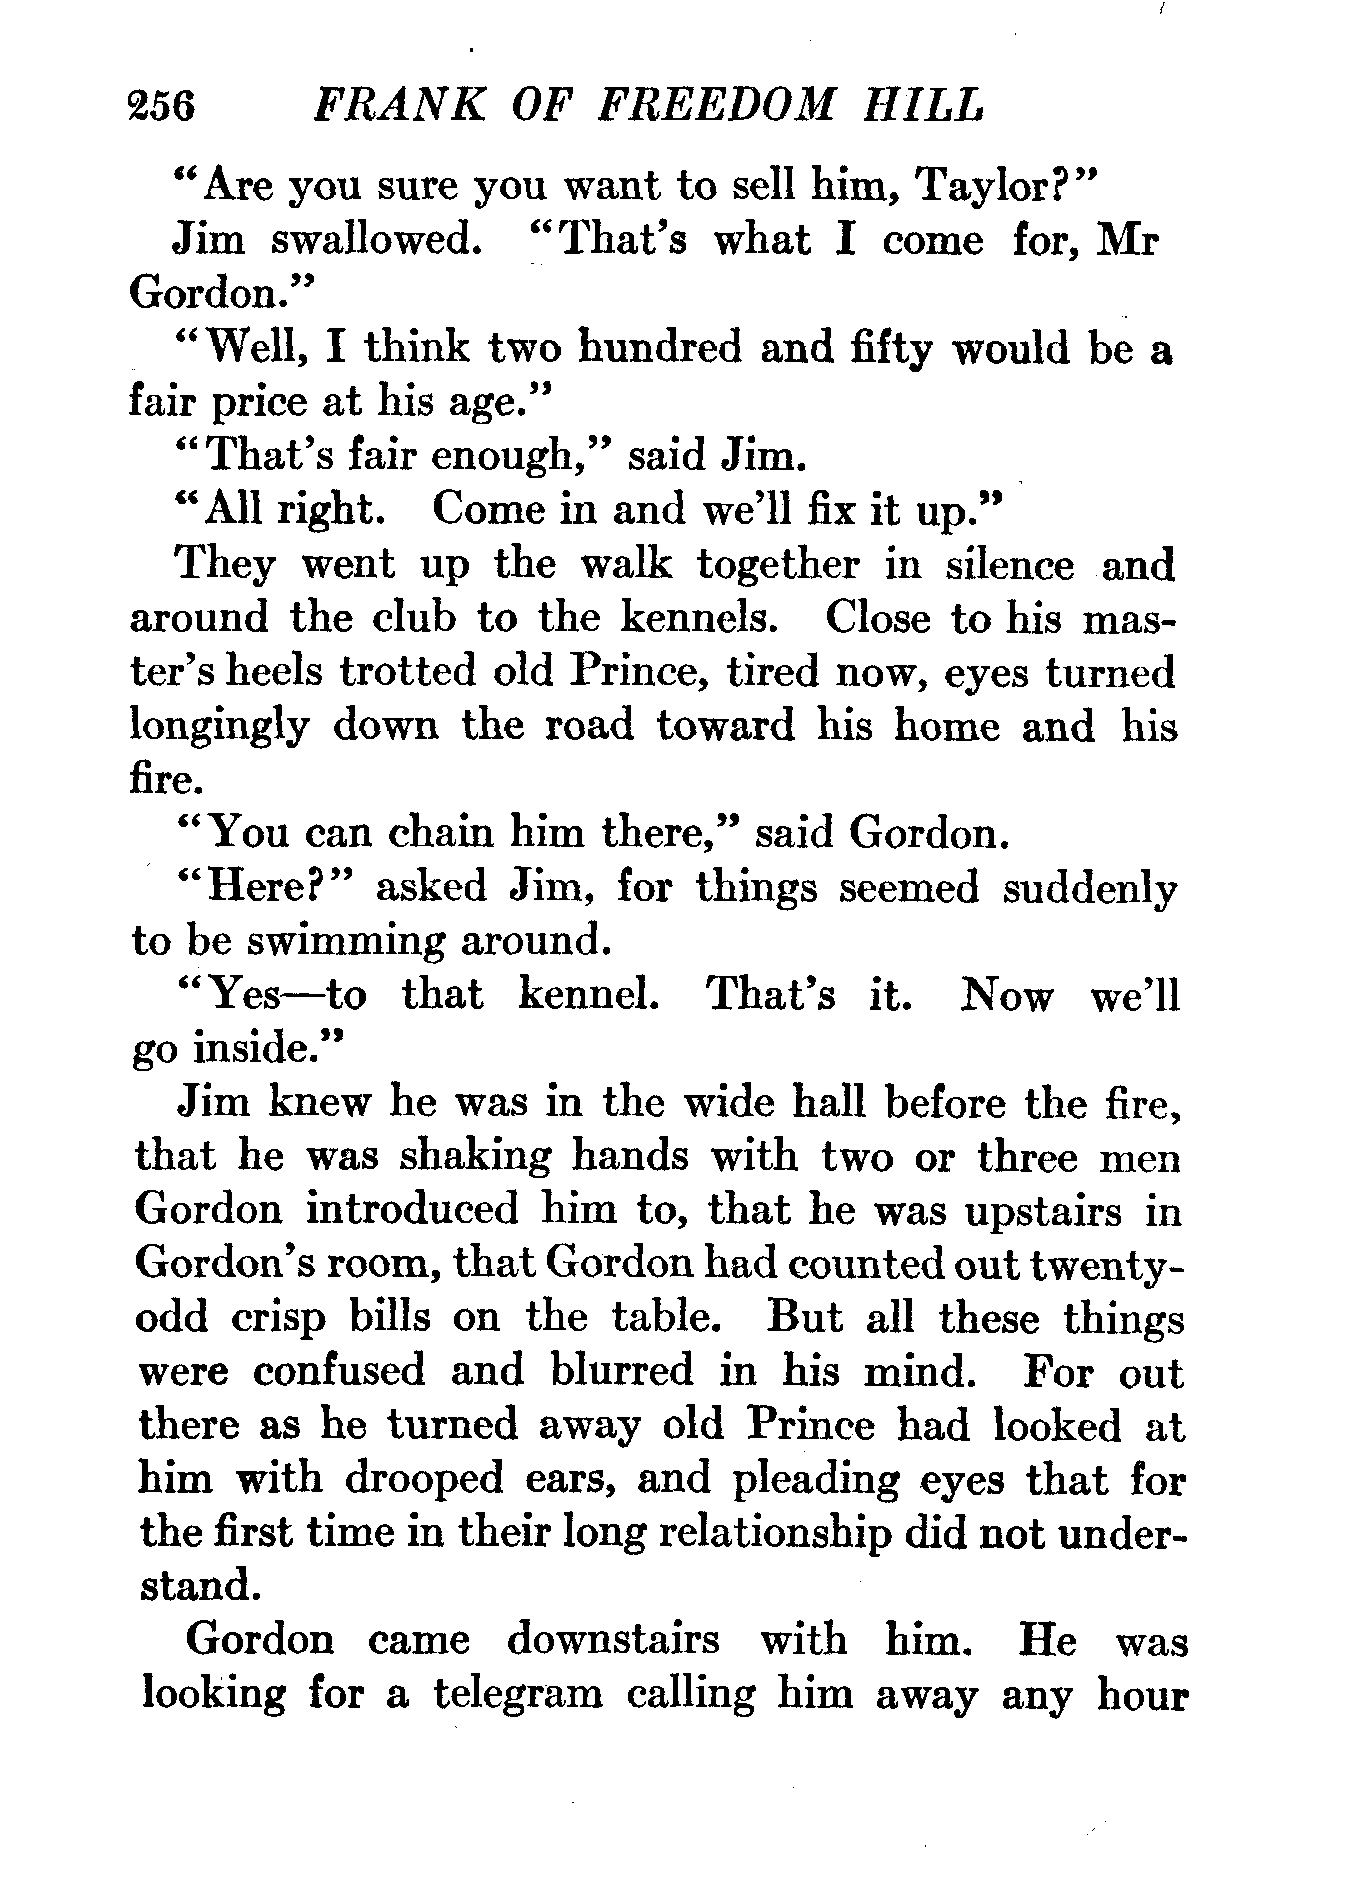 256 FRANK OF FREEDOM HILL
"Are you sure you want to sell him, Taylor?"
Jim swallowed. "That's what I come for, Mr
Gordon."
"Well, I think two hundred and fifty would be a
fair price at his age."
"That's fair enough," said Jim.
"All right. Come in and we'll fix it up."
They went up the walk together in silence and
around the club to the kennels. Close to his mas-
ter's heels trotted old Prince, tired now, eyes turned
longingly down the road toward his home and his
fire.
"You can chain him there," said Gordon.
"Here?" asked Jim, for things seemed suddenly
to be swimming around.
"Yes—to that kennel. That's it. Now we'll
go inside."
Jim knew he was in the wide hall before the fire,
that he was shaking hands with two or three men
Gordon introduced him to, that he was upstairs in
Gordon's room, that Gordon had counted out twenty-
odd crisp bills on the table. But all these things
were confused and blurred in his mind. For out
there as he turned away old Prince had looked at
him with drooped ears, and pleading eyes that for
the first time in their long relationship did not under-
stand.
Gordon came downstairs with him. He was
looking for a telegram calling him away any hour